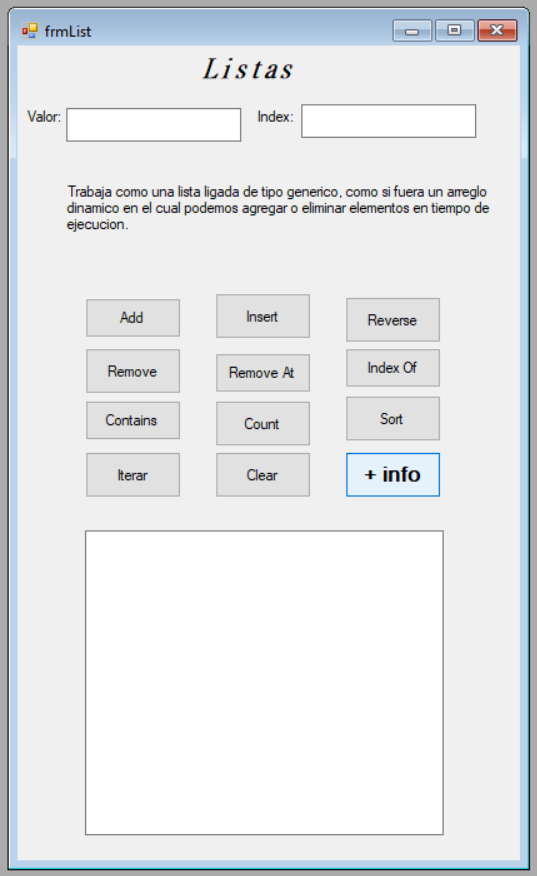 frmList
Listas
Valor:
Index:
Trabaja como una lista ligada de tipo generico, como si fuera un arreglo
dinamico en el cual podemos agregar o eliminar elementos en tiempo de
ejecucion.
Add
Insert
Reverse
Remove
Remove At
Index Of
Contains
Count
Sort
Iterar
Clear
+ info